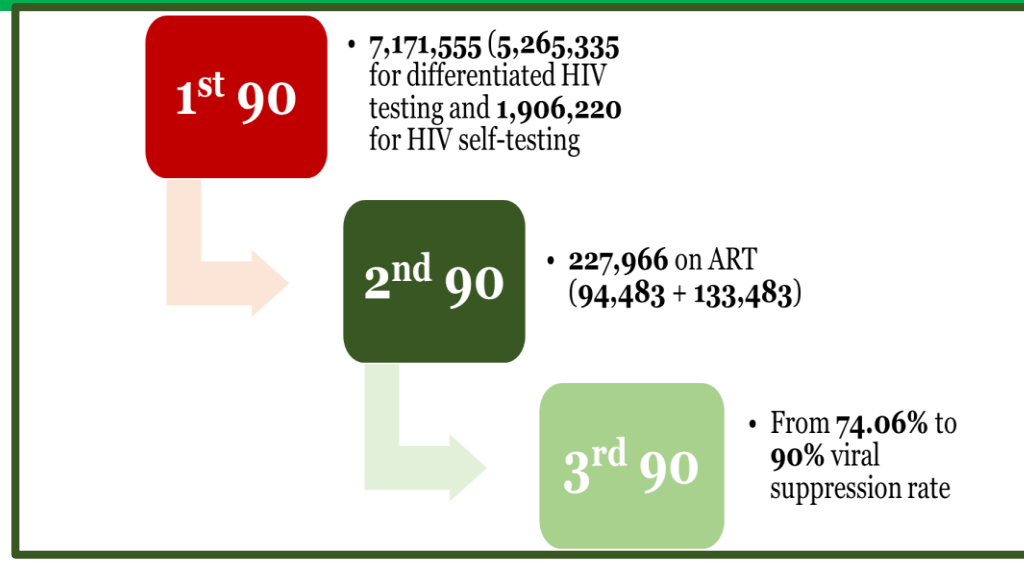 1st 90
• 7,171,555 (5,265,335
for differentiated HIV
testing and 1,906,220
for HIV self-testing
2nd 90
• 227,966 on ART
(94,483 + 133,483)
3rd 90
• From 74.06% to
90% viral
suppression rate